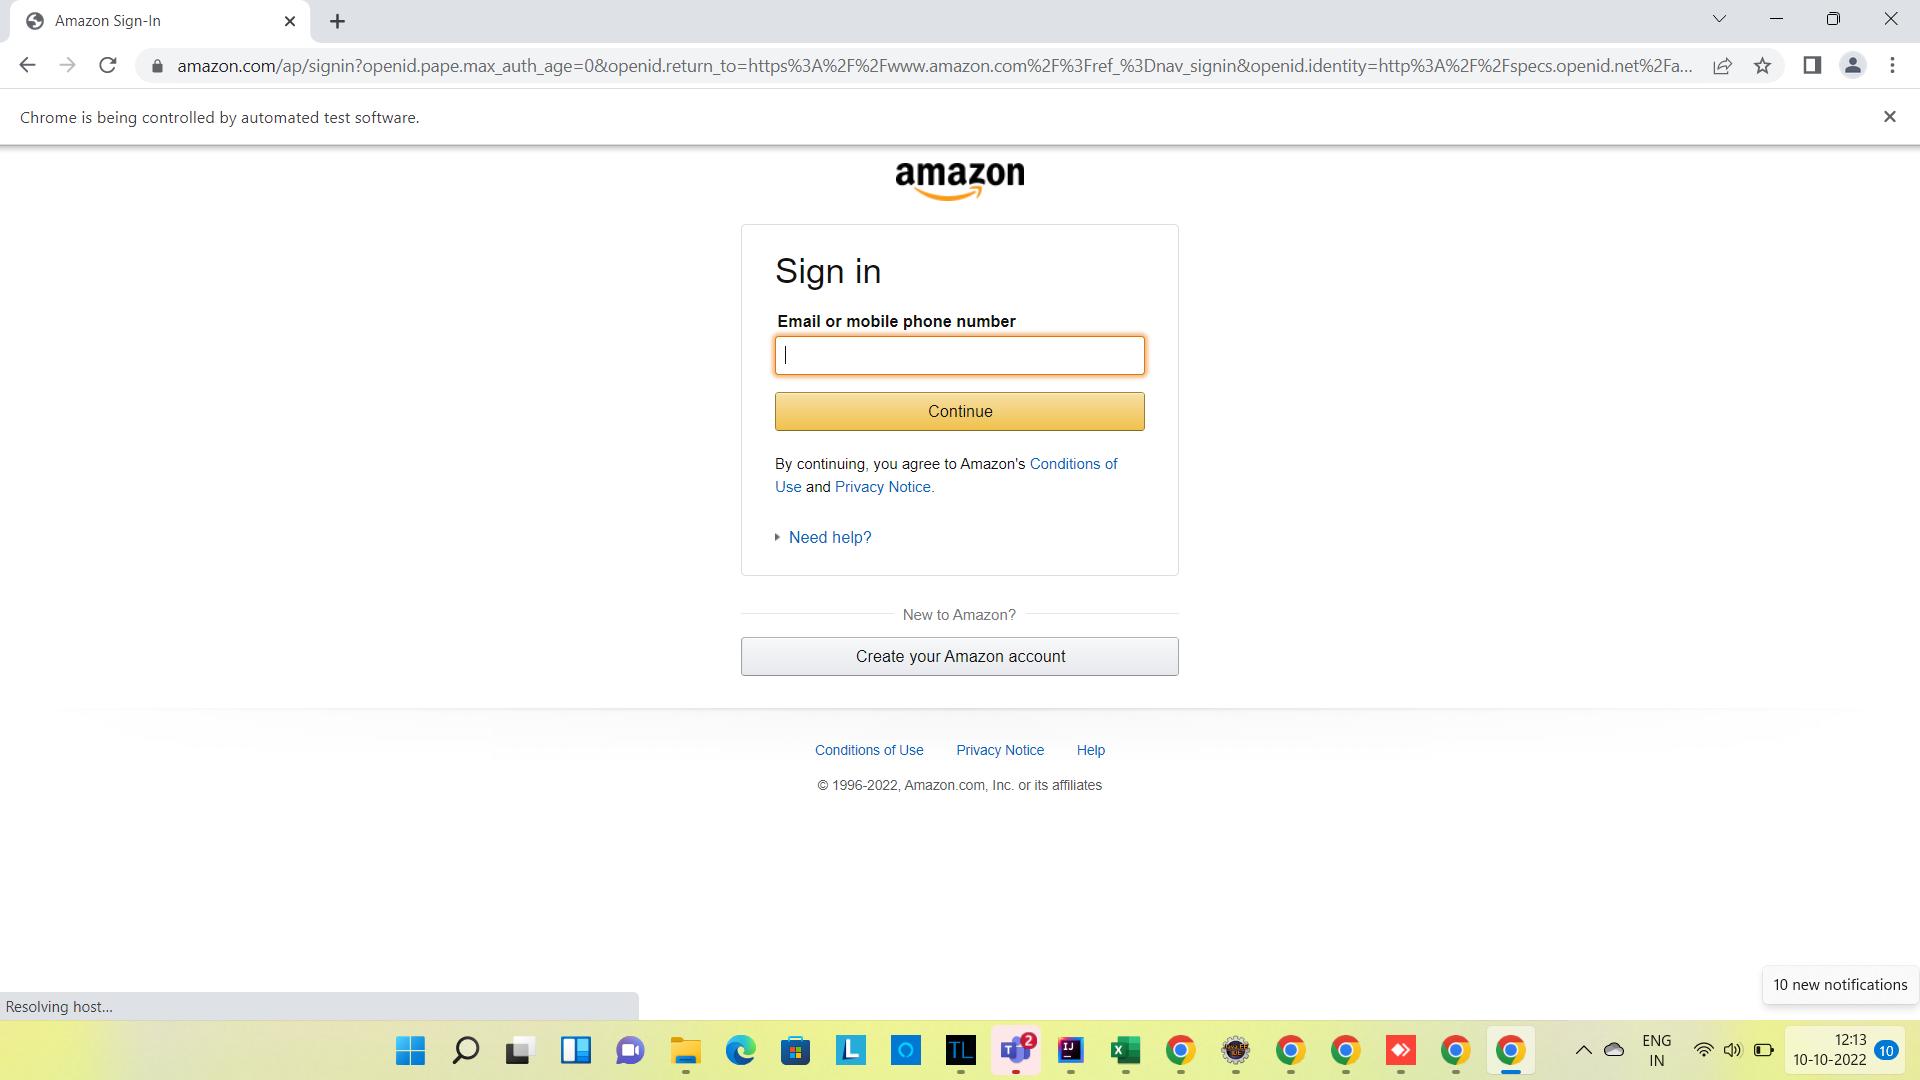 Amazon Sign-In
amazon.com/ap/signin?openid.pape.max_auth_age=0&openid.return_to=https%3A%2F%2Fwww.amazon.com%2F%3Fref_%3Dnav_signin&openid.identity=http%3A%2F%2Fspecs.openid.net%2Fa...
Chrome is being controlled by automated test software.
amazon
Sign in
Email or mobile phone number
Continue
By continuing, you agree to Amazon's Conditions of
Use and Privacy Notice.
Need help?
New to Amazon?
Create your Amazon account
Conditions of Use Privacy Notice Help
© 1996-2022, Amazon.com, Inc. or its affiliates
10 new notifications
Resolving host...
L
TL
T
2
IJ
X
ENG
IN
12:13
10-10-2022
10